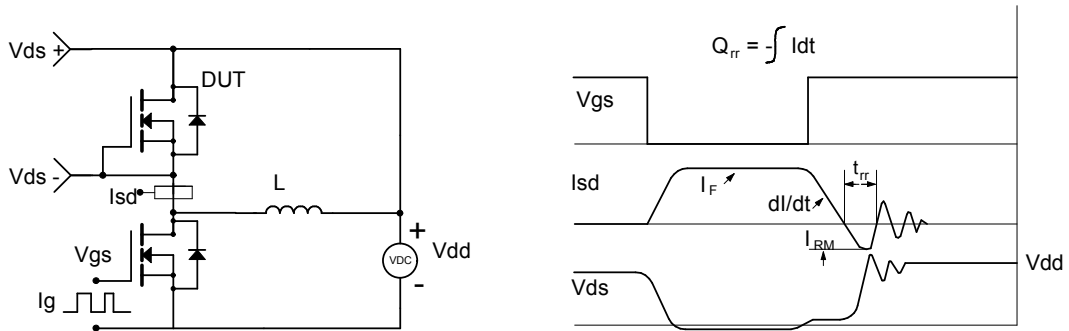 Vds +
DUT
Vds -
Isd
L
Vgs
Ig
+
VDC
-
Vdd
Qrr = -∫ Idt
Vgs
Isd
IF
dI/dt
trr
IRM
Vds
Vdd